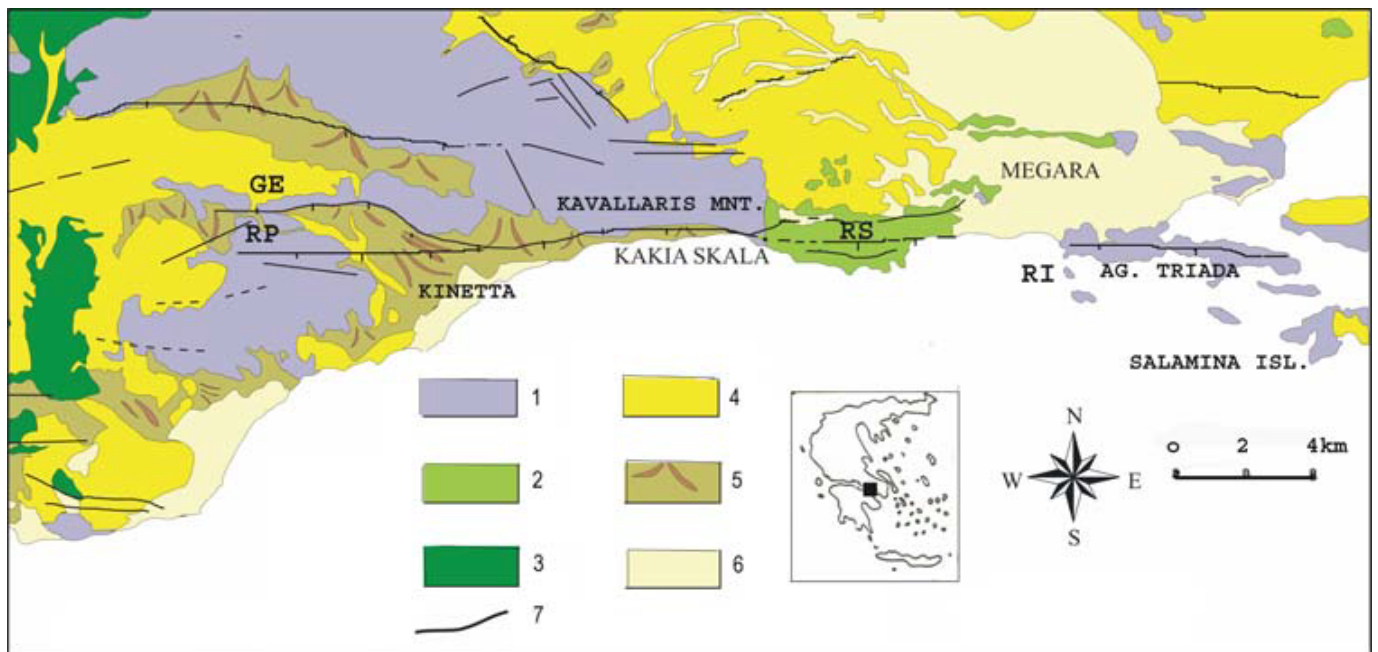 MEGARA
GE
KAVALLARIS MNT.
RP
RS
KAKIA SKALA
RI
AG. TRIADA
KINETTA
SALAMINA ISL.
1
4
2
5
3
6
7
N
W E
S
0 2 4km